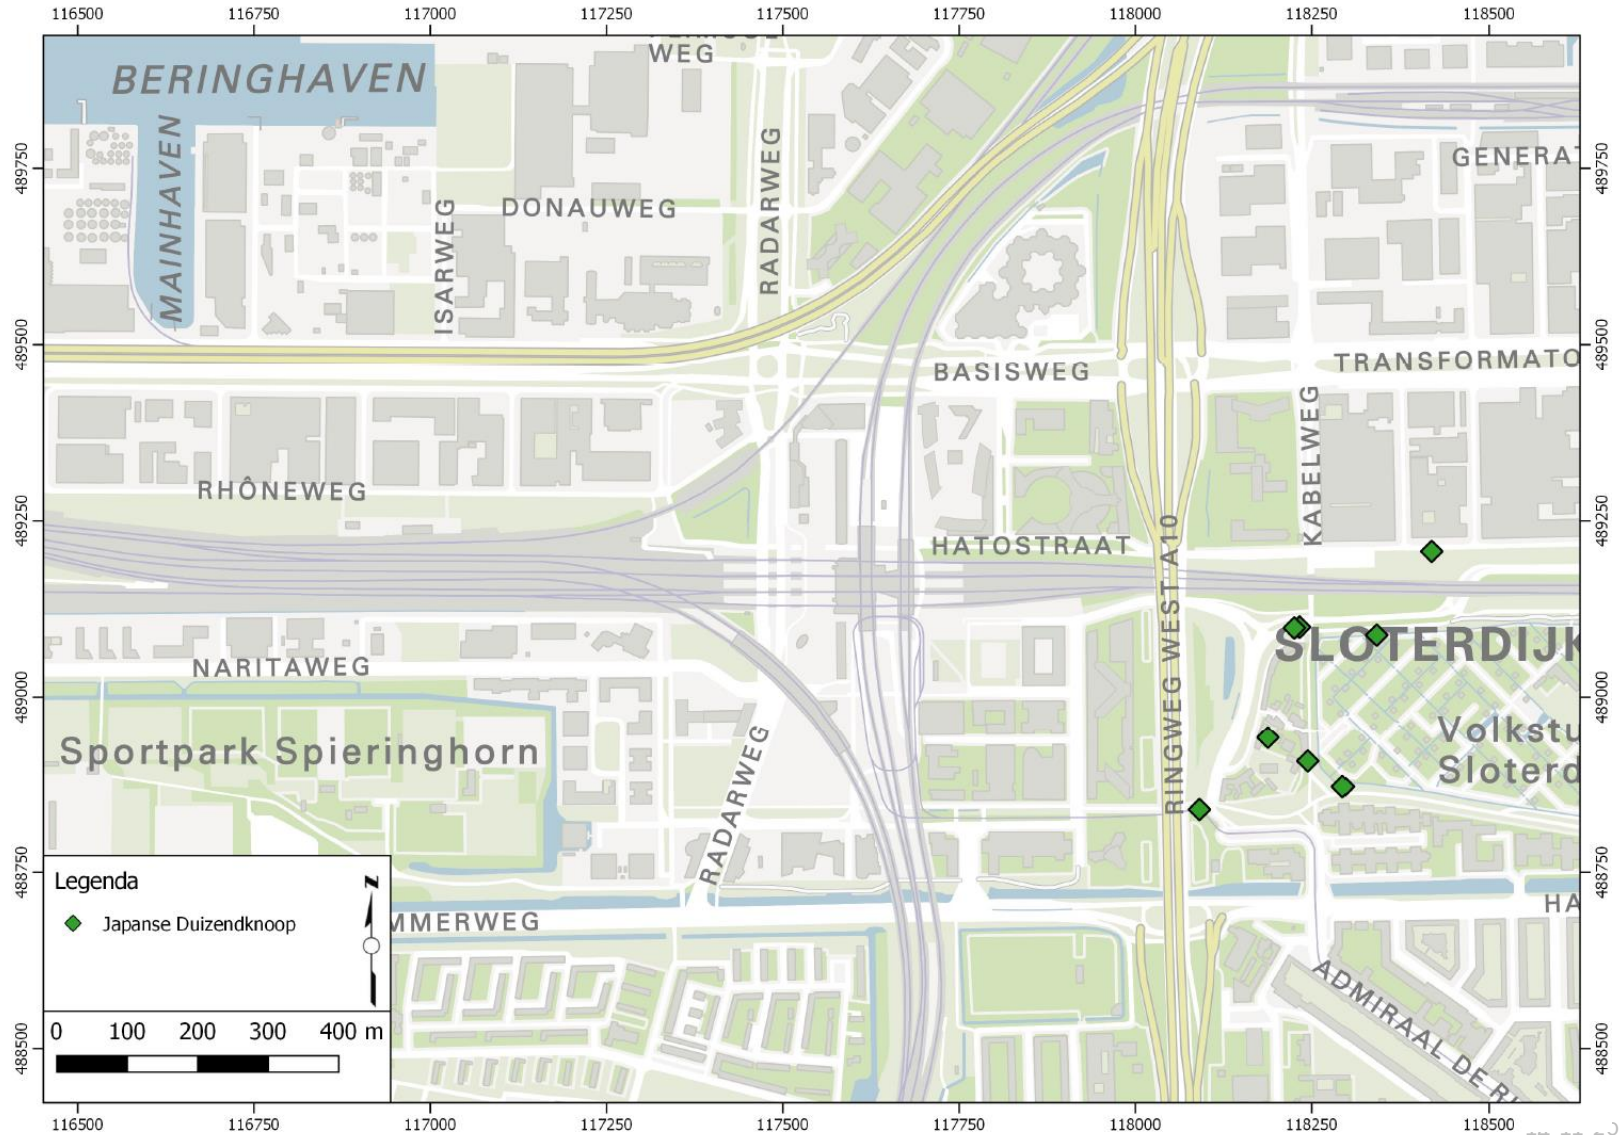 116500 116750 117000 117250 117500 117750 118000 118250 118500
WEG
BERINGHAVEN
MAINHAVEN
489750
489750
GENERA
DONAUWEG
RADARWEG
ISARWEG
489500
489500
BASISWEG
TRANSFORMATO
KABELWEG
RHÔNEWEG
489250
489250
HATOSTRAAT
RINGWEG WEST A10
SLOTERDIJK
NARITAWEG
489000
489000
Sportpark Spieringhorn
Volkstu
Sloterd
RADARWEG
488750
488750
Legenda
N
Japanse Duizendknoop
MMERWEG
HA
ADMIRAAL DE
0 100 200 300 400 m
488500
488500
116500 116750 117000 117250 117500 117750 118000 118250 118500